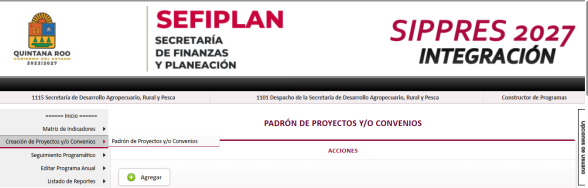 SEFIPLAN
SECRETARÍA
DE FINANZAS
Y PLANEACIÓN
QUINTANA ROO
GOBIERNO DEL ESTADO
2022|2027
SIPPRES 2027
INTEGRACIÓN
1115 Secretaría de Desarrollo Agropecuario, Rural y Pesca
1101 Despacho de la Secretaría de Desarrollo Agropecuario, Rural y Pesca
Constructor de Programas
====== Inicio ======
Matriz de Indicadores
Creación de Proyectos y/o Convenios
Padrón de Proyectos y/o Convenios
Seguimiento Programático
Editar Programa Anual
Listado de Reportes
PADRÓN DE PROYECTOS Y/O CONVENIOS
ACCIONES
Agregar
Opciones de Usuario